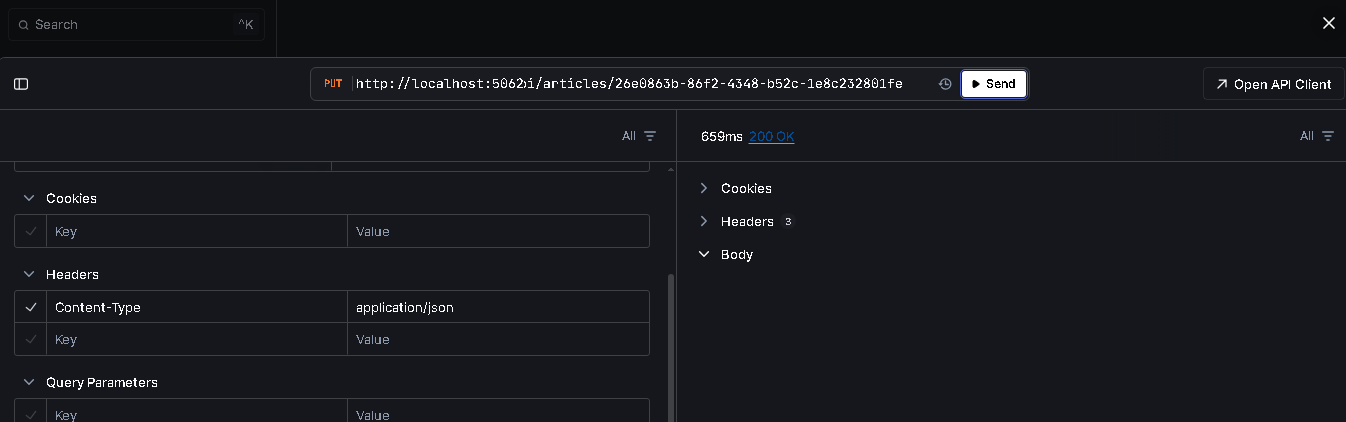 Search ^K
PUT http://localhost:5062i/articles/26e0863b-86f2-4348-b52c-1e8c232801fe Send Open API Client
All
659ms 200 OK All
Cookies
Key Value
Headers
Content-Type application/json
Key Value
Query Parameters
Key Value
Cookies
Headers 3
Body